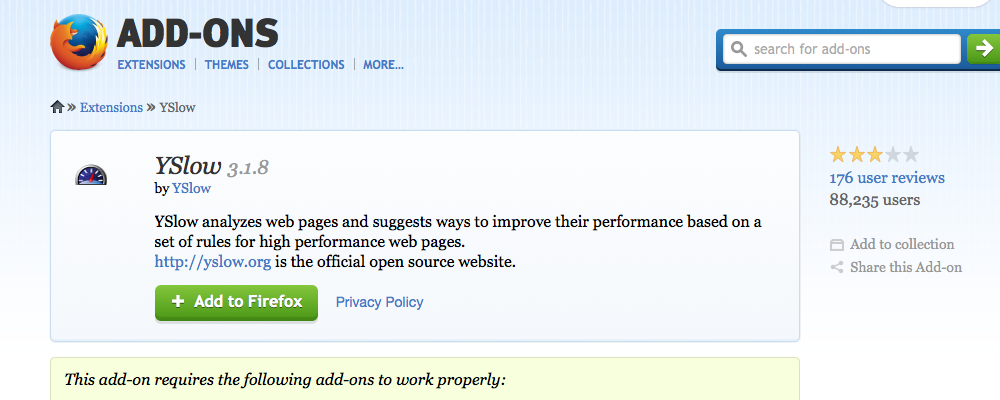 ADD-ONS
EXTENSIONS | THEMES | COLLECTIONS | MORE...
search for add-ons
» Extensions » YSlow
YSlow 3.1.8
by YSlow
YSlow analyzes web pages and suggests ways to improve their performance based on a
set of rules for high performance web pages.
http://yslow.org is the official open source website.
+ Add to Firefox
Privacy Policy
176 user reviews
88,235 users
Add to collection
Share this Add-on
This add-on requires the following add-ons to work properly: